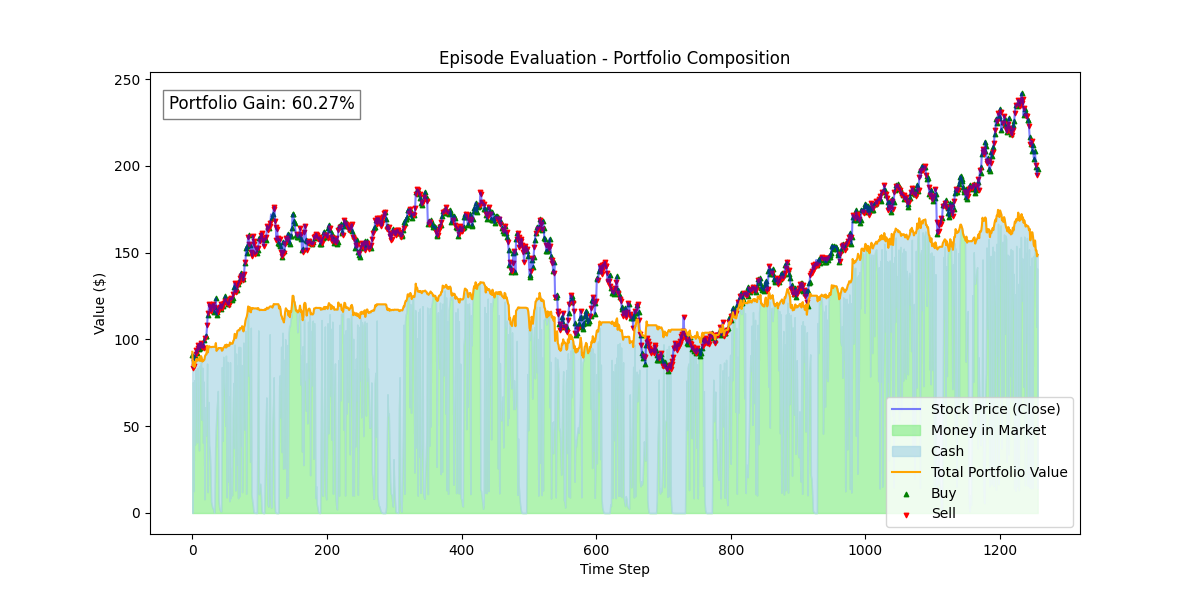 Episode Evaluation - Portfolio Composition
Portfolio Gain: 60.27%
Value ($)
250
200
150
100
50
0
0 200 400 600 800 1000 1200
Time Step
Stock Price (Close)
Money in Market
Cash
Total Portfolio Value
Buy
Sell